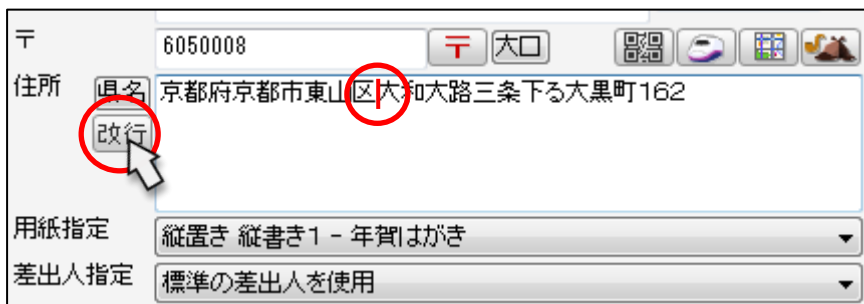 〒 6050008 〒 大口
住所 県名 京都府京都市東山区大和大路三条下る大黒町162
改行
用紙指定 縦置き 縦書き1 - 年賀はがき
差出人指定 標準の差出人を使用